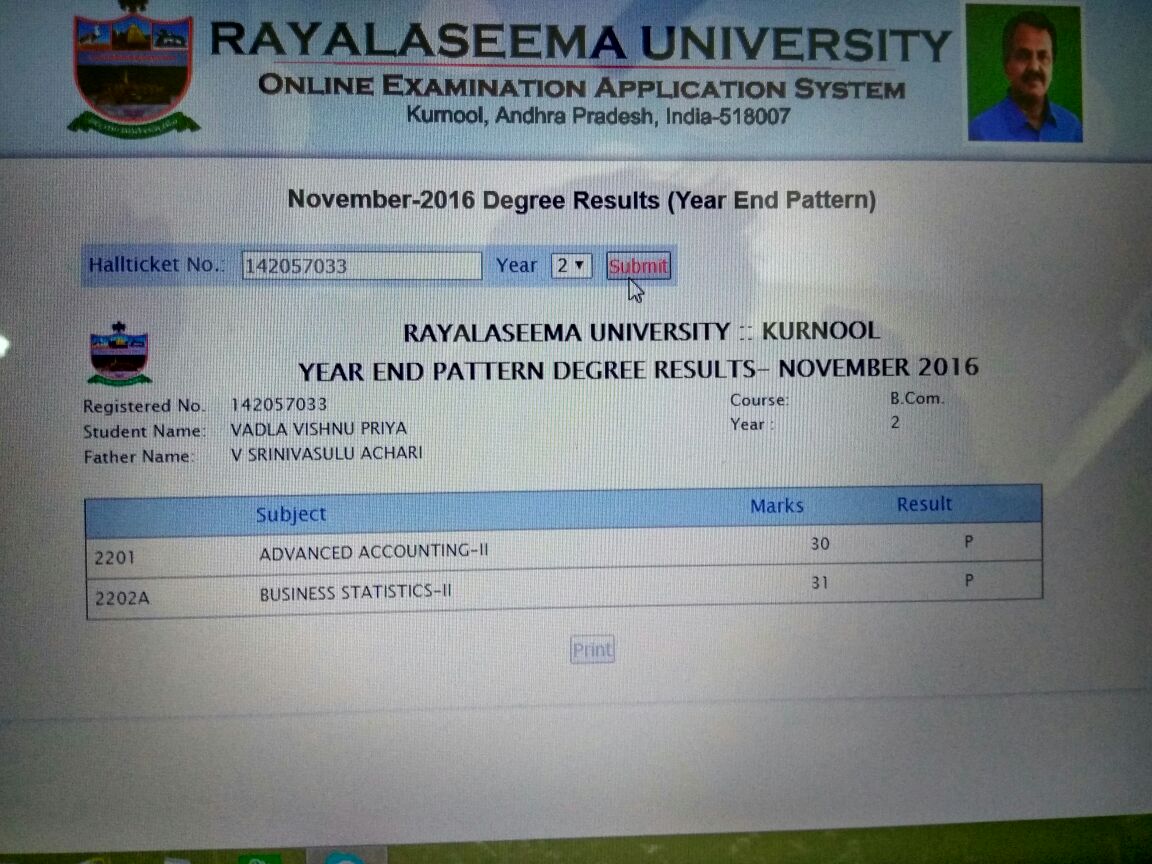 RAYALASEEMA UNIVERSITY
ONLINE EXAMINATION APPLICATION SYSTEM
Kurnool, Andhra Pradesh, India-518007
November-2016 Degree Results (Year End Pattern)
Hallticket No.: 142057033 Year 2 Submit
RAYALASEEMA UNIVERSITY :: KURNOOL
YEAR END PATTERN DEGREE RESULTS- NOVEMBER 2016
Registered No. 142057033 Course: B.Com.
Student Name: VADLA VISHNU PRIYA Year : 2
Father Name: V SRINIVASULU ACHARI
Subject Marks Result
2201 ADVANCED ACCOUNTING-II 30 P
2202A BUSINESS STATISTICS-II 31 P
Print